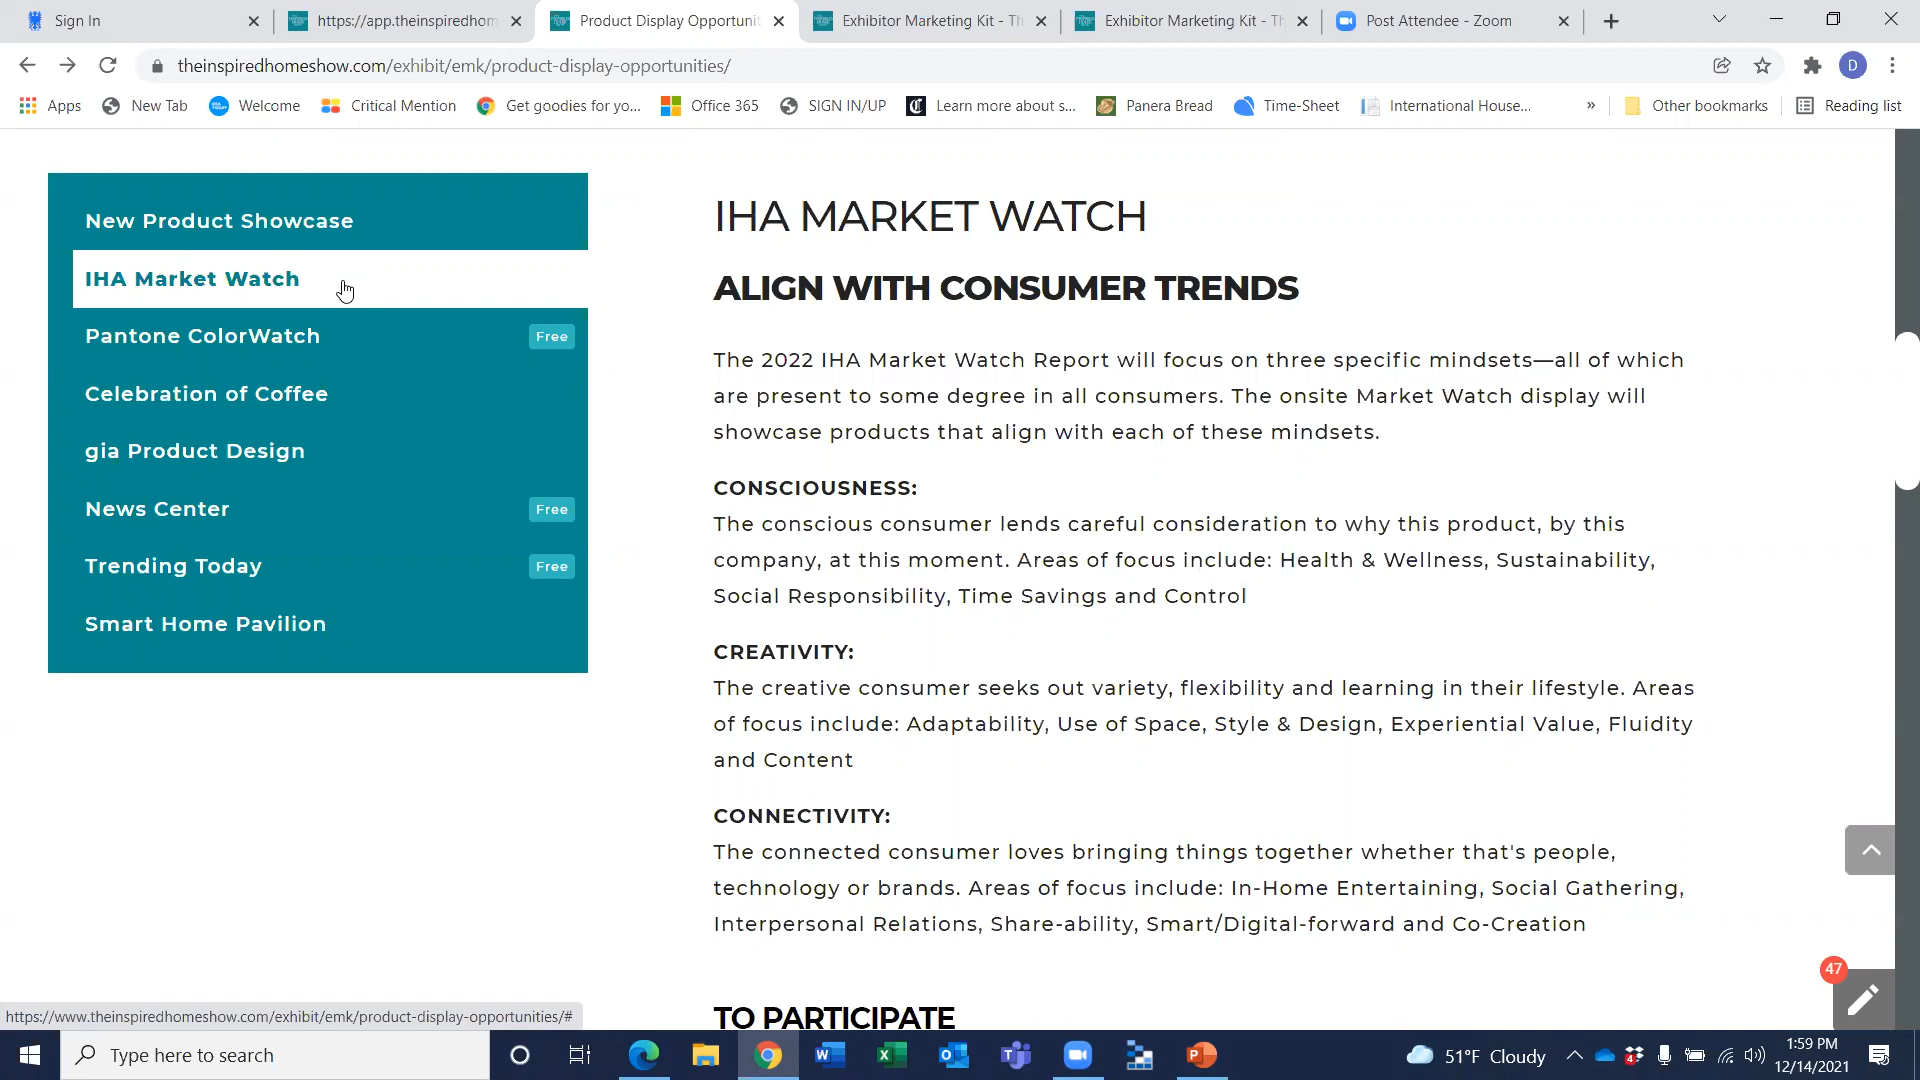 Sign In
https://app.theinspiredhom
Product Display Opportunit
Exhibitor Marketing Kit - Th
Exhibitor Marketing Kit - Th
Post Attendee - Zoom
theinspiredhomeshow.com/exhibit/emk/product-display-opportunities/
D
Apps
New Tab
Welcome
Critical Mention
Get goodies for yo...
Office 365
SIGN IN/UP
Learn more about s...
Panera Bread
Time-Sheet
International House...
»
Other bookmarks
Reading list
New Product Showcase
IHA Market Watch
Pantone ColorWatch Free
Celebration of Coffee
gia Product Design
News Center Free
Trending Today Free
Smart Home Pavilion
IHA MARKET WATCH
ALIGN WITH CONSUMER TRENDS
The 2022 IHA Market Watch Report will focus on three specific mindsets—all of which
are present to some degree in all consumers. The onsite Market Watch display will
showcase products that align with each of these mindsets.
CONSCIOUSNESS:
The conscious consumer lends careful consideration to why this product, by this
company, at this moment. Areas of focus include: Health & Wellness, Sustainability,
Social Responsibility, Time Savings and Control
CREATIVITY:
The creative consumer seeks out variety, flexibility and learning in their lifestyle. Areas
of focus include: Adaptability, Use of Space, Style & Design, Experiential Value, Fluidity
and Content
CONNECTIVITY:
The connected consumer loves bringing things together whether that's people,
technology or brands. Areas of focus include: In-Home Entertaining, Social Gathering,
Interpersonal Relations, Share-ability, Smart/Digital-forward and Co-Creation
TO PARTICIPATE
47
https://www.theinspiredhomeshow.com/exhibit/emk/product-display-opportunities/#
Type here to search
51°F Cloudy
4
1:59 PM
12/14/2021